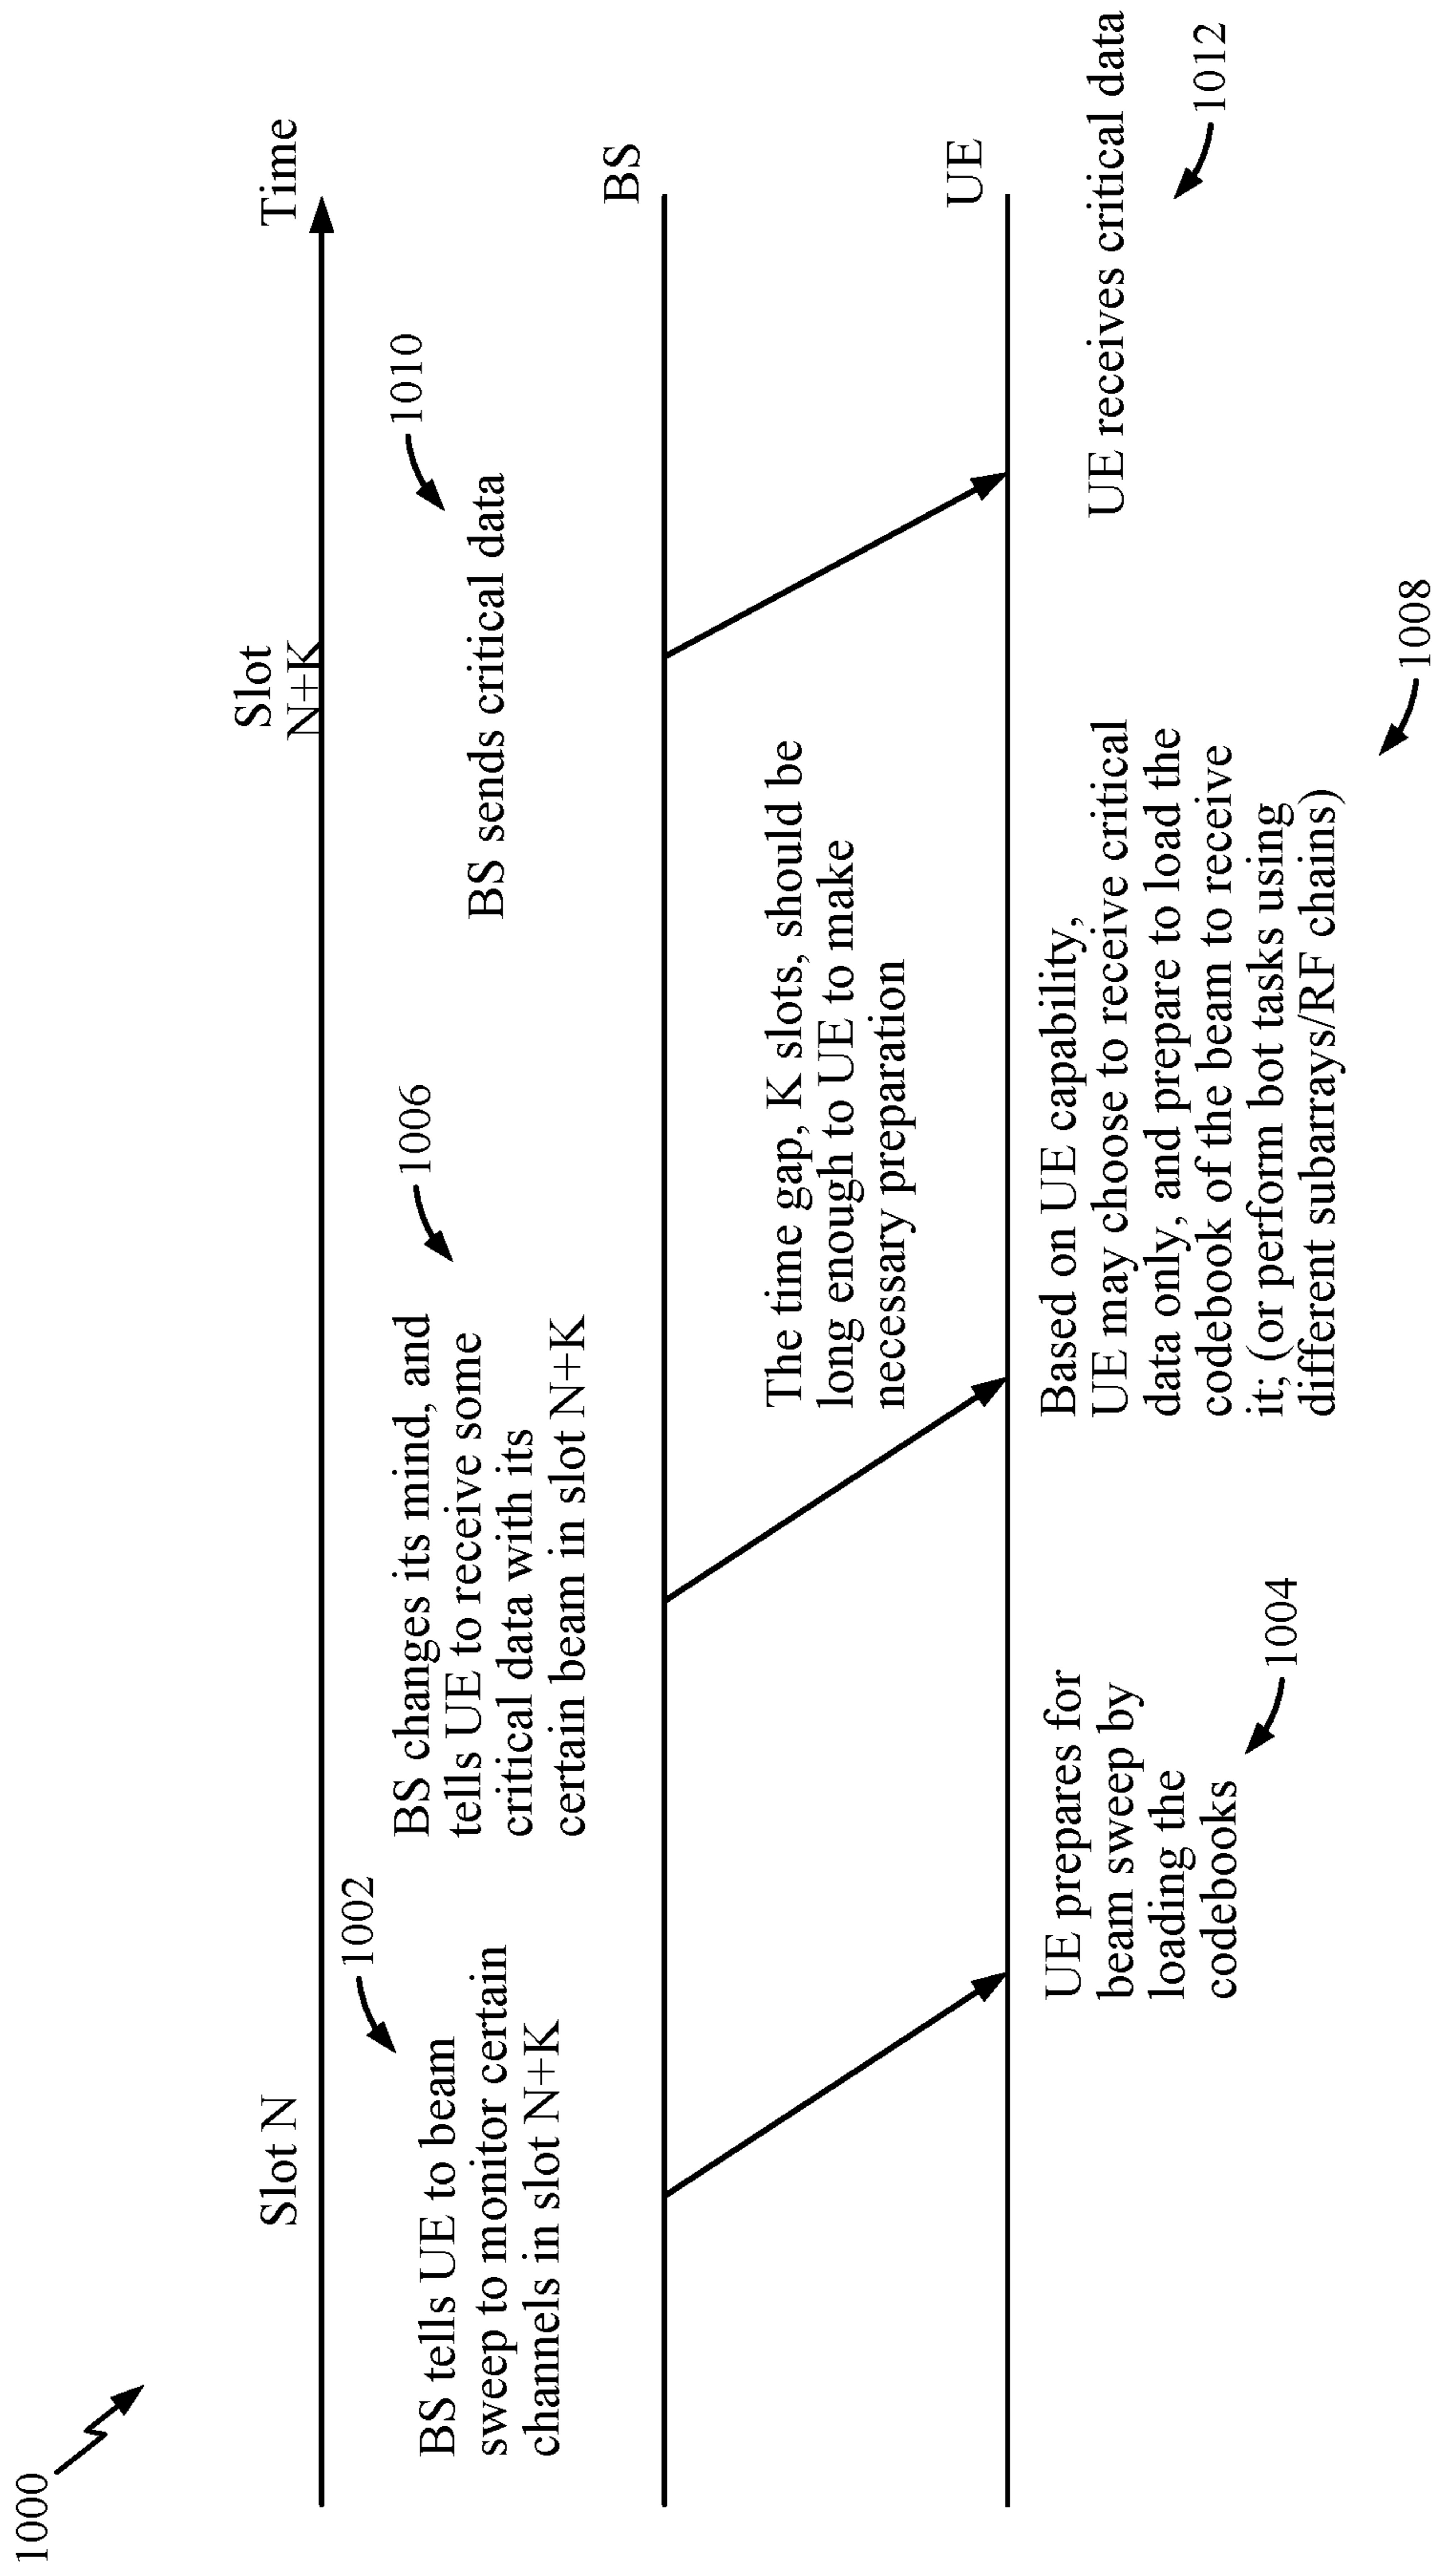 1000
Slot N
Slot
N+K
Time
1002
BS tells UE to beam
sweep to monitor certain
channels in slot N+K
1006
BS changes its mind, and
tells UE to receive some
critical data with its
certain beam in slot N+K
1010
BS sends critical data
BS
The time gap, K slots, should be
long enough to UE to make
necessary preparation
UE
UE prepares for
beam sweep by
loading the
codebooks
1004
Based on UE capability,
UE may choose to receive critical
data only, and prepare to load the
codebook of the beam to receive
it; (or perform bot tasks using
different subarrays/RF chains)
1008
UE receives critical data
1012